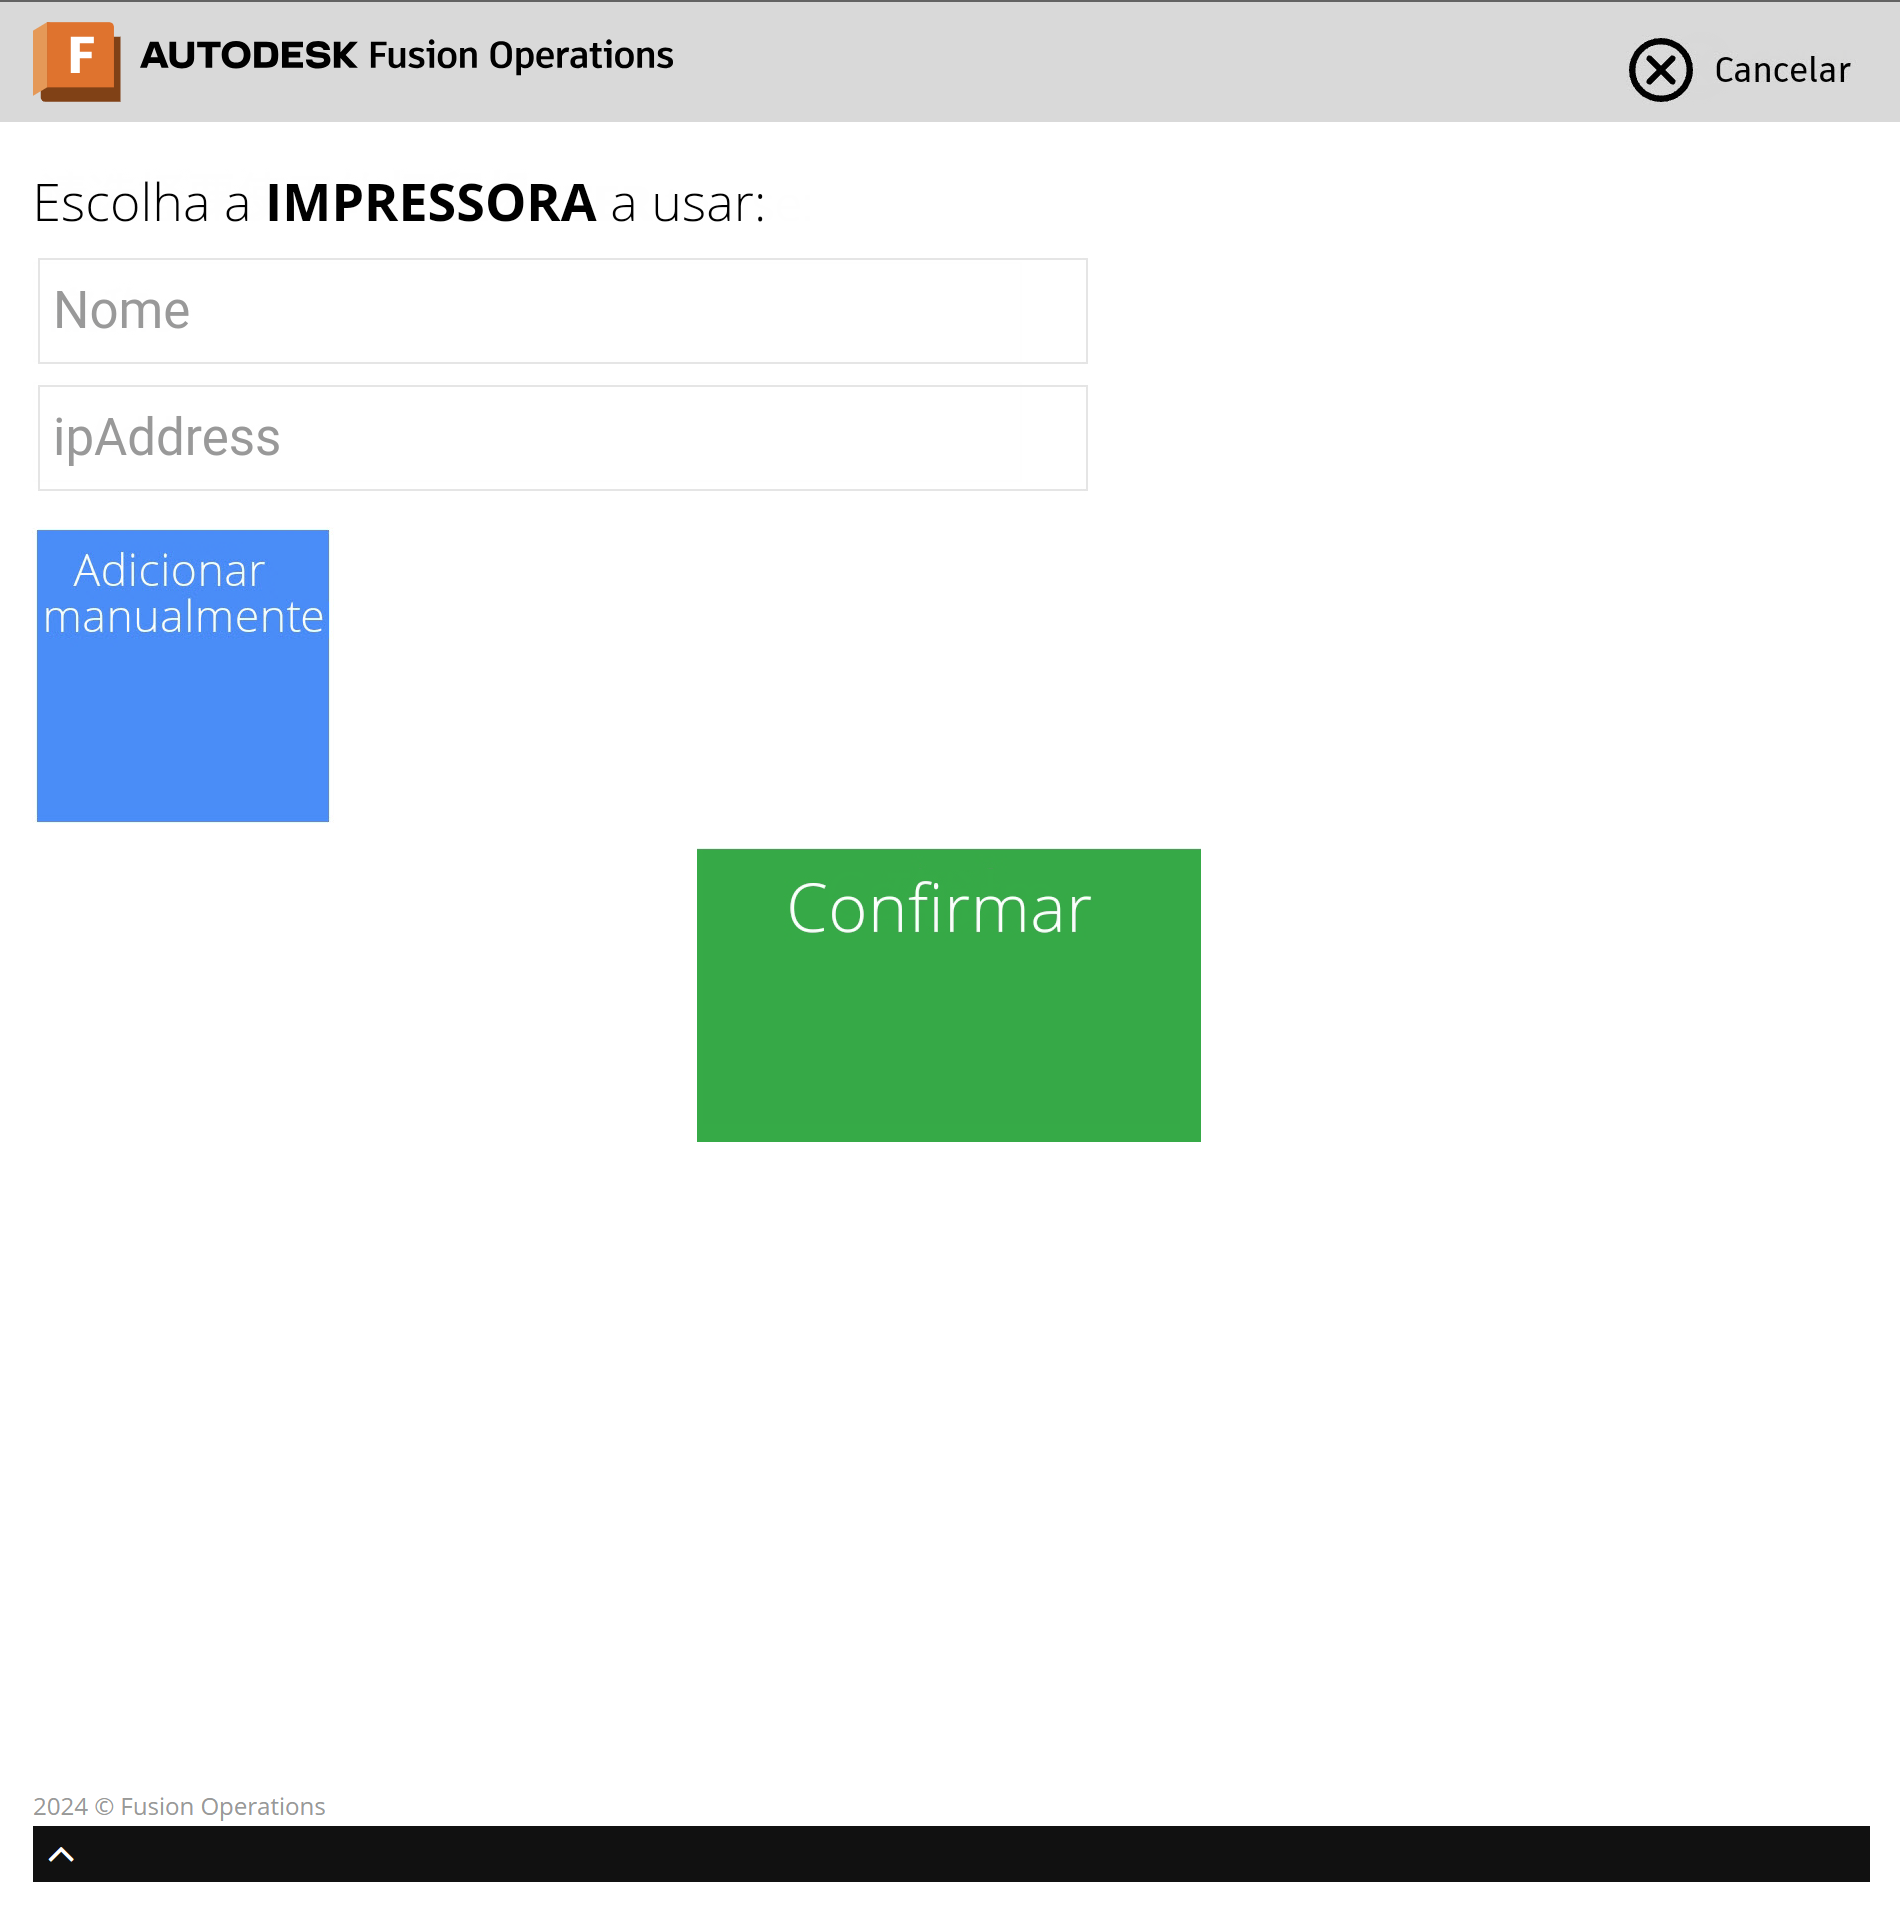 F AUTODESK Fusion Operations
Cancelar
Escolha a IMPRESSORA a usar:
Nome
ipAddress
Adicionar
manualmente
Confirmar
2024 © Fusion Operations